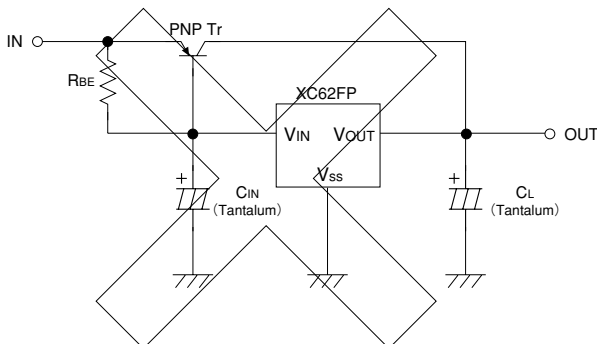 PNP Tr
IN
RBE
XC62FP
VIN
VOUT
OUT
VSS
+
CIN
(Tantalum)
+
CL
(Tantalum)